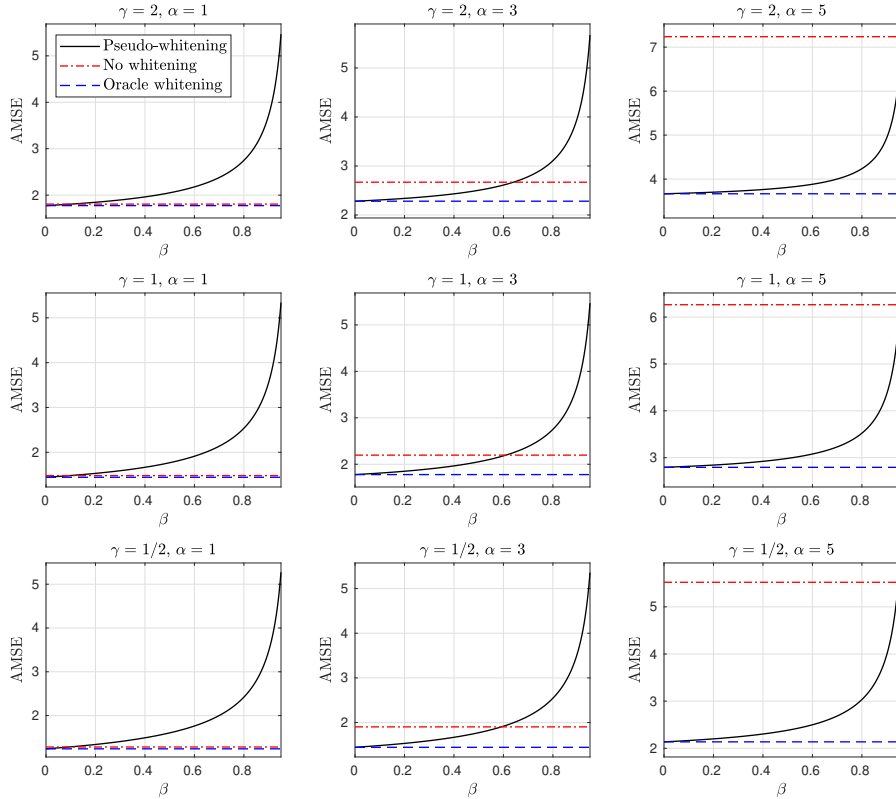 γ = 2, α = 1
γ = 2, α = 3
γ = 2, α = 5
Pseudo-whitening
No whitening
Oracle whitening
AMSE
5
4
3
2
0 0.2 0.4 0.6 0.8
β
AMSE
5
4
3
2
0 0.2 0.4 0.6 0.8
β
AMSE
7
6
5
4
0 0.2 0.4 0.6 0.8
β
γ = 1, α = 1
γ = 1, α = 3
γ = 1, α = 5
AMSE
5
4
3
2
0 0.2 0.4 0.6 0.8
β
AMSE
5
4
3
2
0 0.2 0.4 0.6 0.8
β
AMSE
6
5
4
3
0 0.2 0.4 0.6 0.8
β
γ = 1/2, α = 1
γ = 1/2, α = 3
γ = 1/2, α = 5
AMSE
5
4
3
2
0 0.2 0.4 0.6 0.8
β
AMSE
5
4
3
2
0 0.2 0.4 0.6 0.8
β
AMSE
5
4
3
2
0 0.2 0.4 0.6 0.8
β